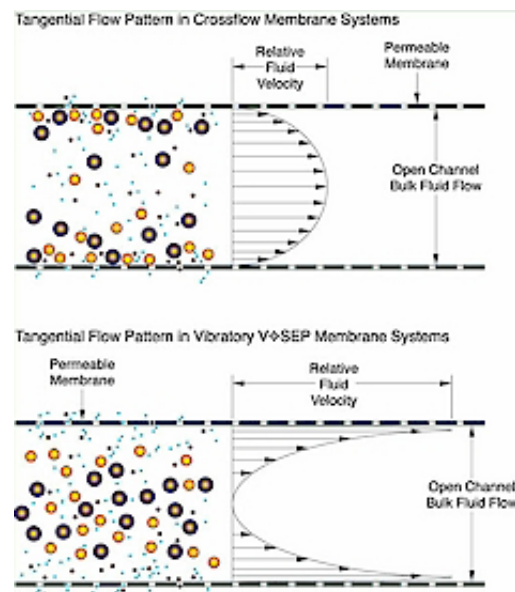 Tangential Flow Pattern in Crossflow Membrane Systems
Relative
Fluid
Velocity
Permeable
Membrane
Open Channel
Bulk Fluid Flow
Tangential Flow Pattern in Vibratory V✧SEP Membrane Systems
Permeable
Membrane
Relative
Fluid
Velocity
Open Channel
Bulk Fluid Flow